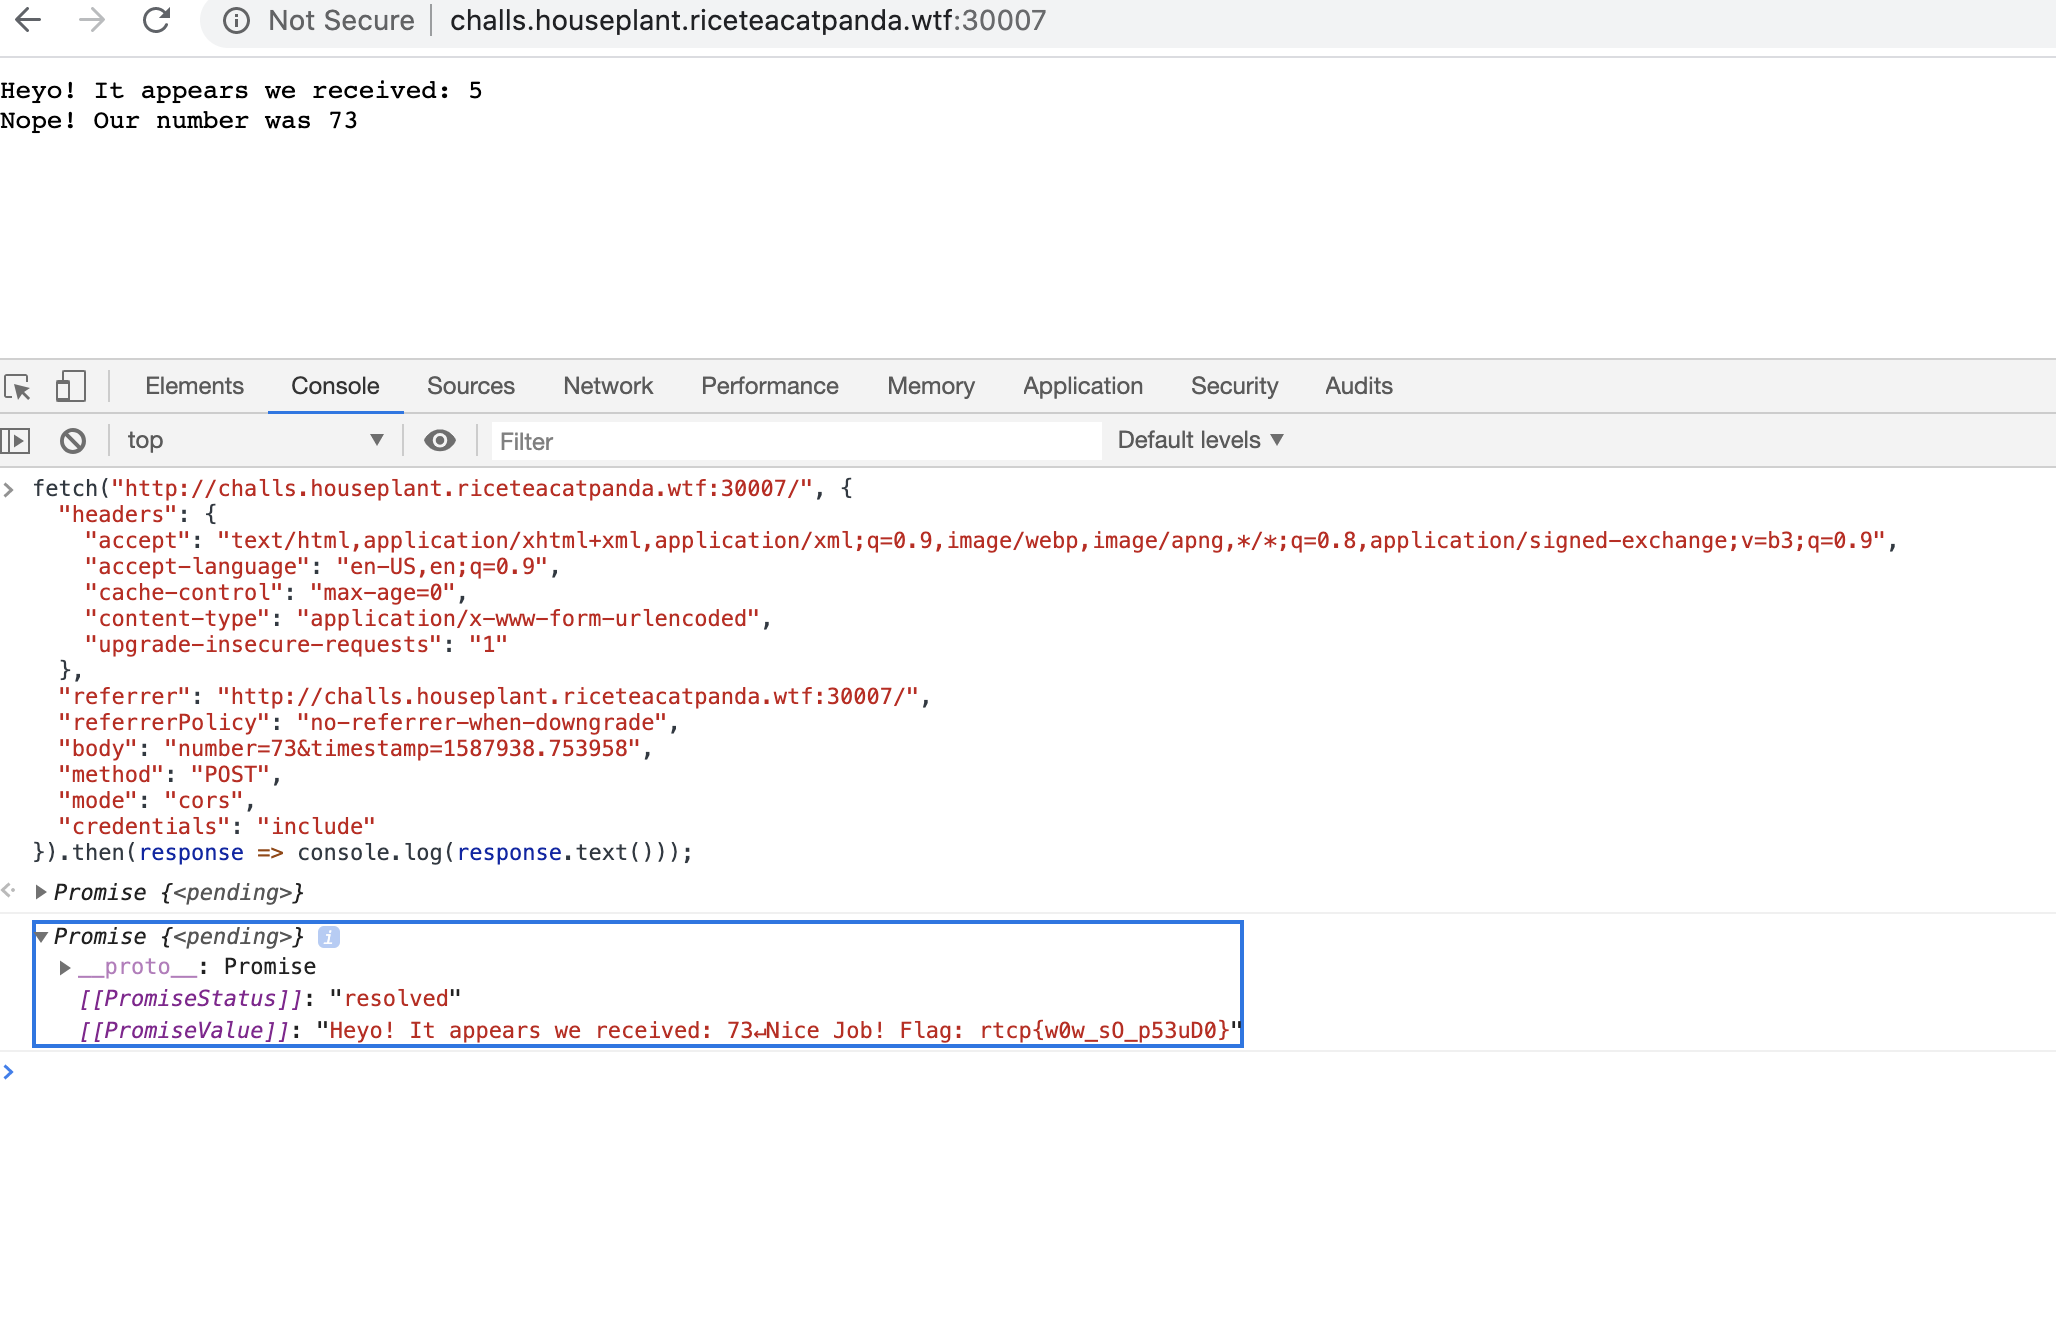 Not Secure challs.houseplant.riceteacatpanda.wtf:30007
Heyo! It appears we received: 5
Nope! Our number was 73
Elements Console Sources Network Performance Memory Application Security Audits
top Filter Default levels
fetch("http://challs.houseplant.riceteacatpanda.wtf:30007/", {
"headers": {
"accept": "text/html,application/xhtml+xml,application/xml;q=0.9,image/webp,image/apng,*/*;q=0.8,application/signed-exchange;v=b3;q=0.9",
"accept-language": "en-US,en;q=0.9",
"cache-control": "max-age=0",
"content-type": "application/x-www-form-urlencoded",
"upgrade-insecure-requests": "1"
},
"referrer": "http://challs.houseplant.riceteacatpanda.wtf:30007/",
"referrerPolicy": "no-referrer-when-downgrade",
"body": "number=73&timestamp=1587938.753958",
"method": "POST",
"mode": "cors",
"credentials": "include"
}).then(response => console.log(response.text()));
Promise {<pending>}
Promise {<pending>} i
__proto__: Promise
[[PromiseStatus]]: "resolved"
[[PromiseValue]]: "Heyo! It appears we received: 73↵Nice Job! Flag: rtcp{w0w_sO_p53uD0}"